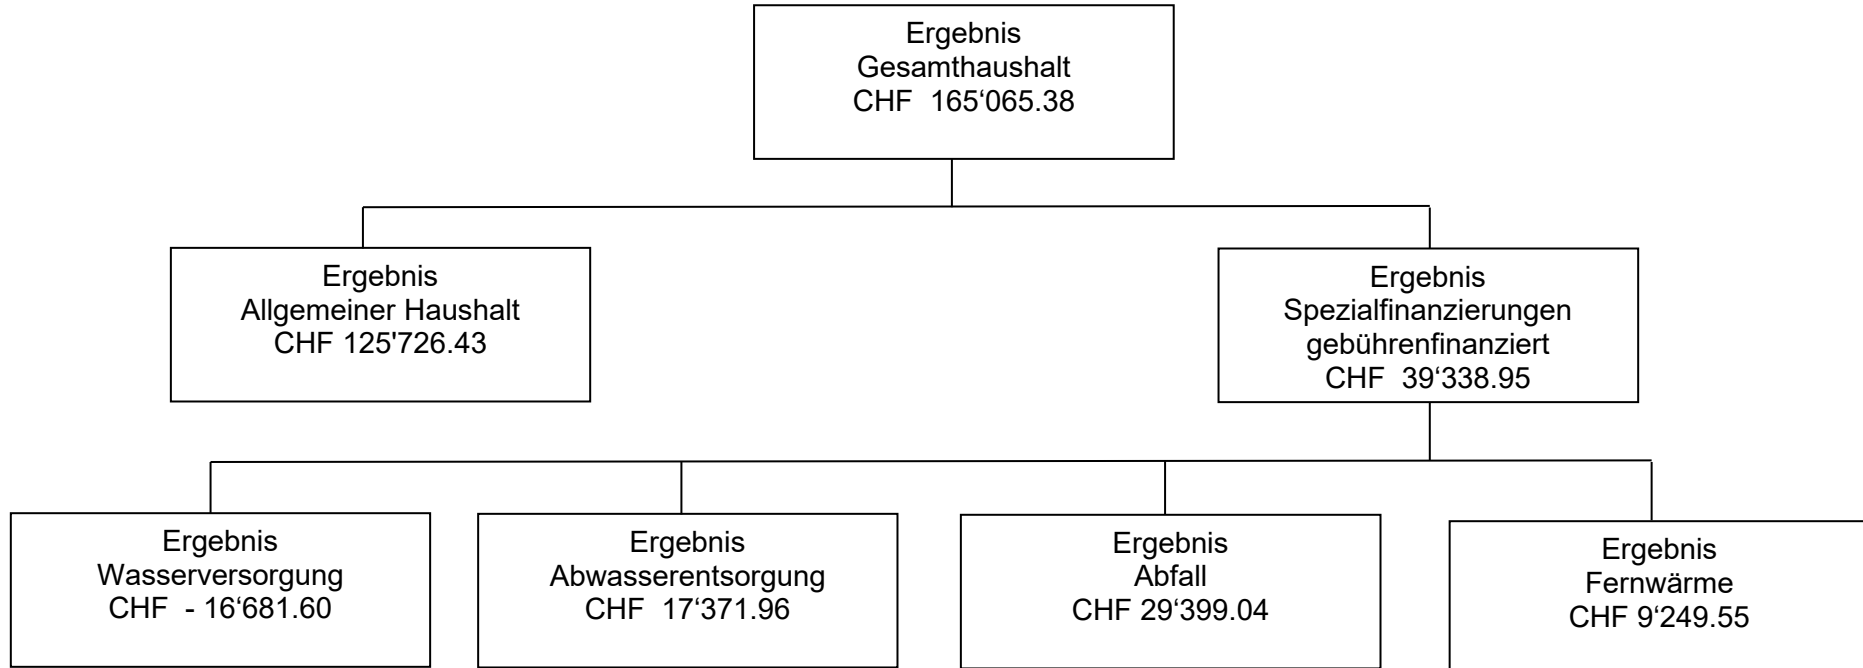 Ergebnis
Gesamthaushalt
CHF  165‘065.38
Ergebnis
Allgemeiner Haushalt
CHF 125'726.43
Ergebnis
Spezialfinanzierungen
gebührenfinanziert
CHF  39‘338.95
Ergebnis
Wasserversorgung
CHF  - 16‘681.60
Ergebnis
Abwasserentsorgung
CHF  17‘371.96
Ergebnis
Abfall
CHF 29‘399.04
Ergebnis
Fernwärme
CHF 9‘249.55